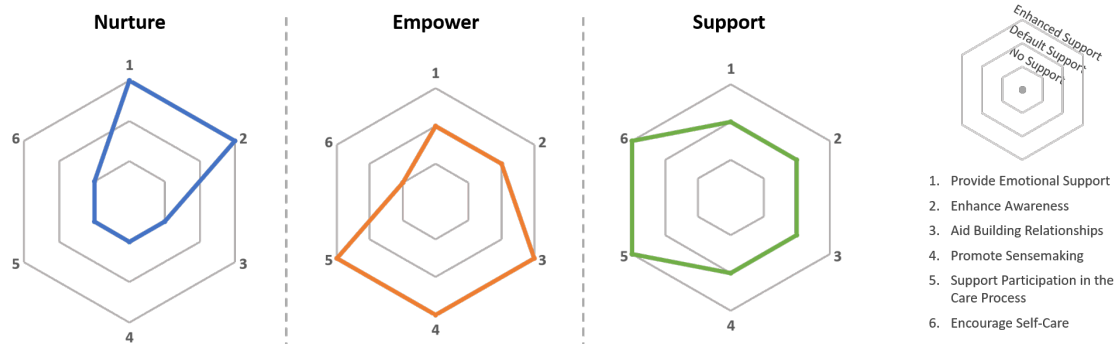 Nurture
Empower
Support
1
2
3
4
5
6
1
2
3
4
5
6
1
2
3
4
5
6
Enhanced Support
Default Support
No Support
1. Provide Emotional Support
2. Enhance Awareness
3. Aid Building Relationships
4. Promote Sensemaking
5. Support Participation in the
Care Process
6. Encourage Self-Care